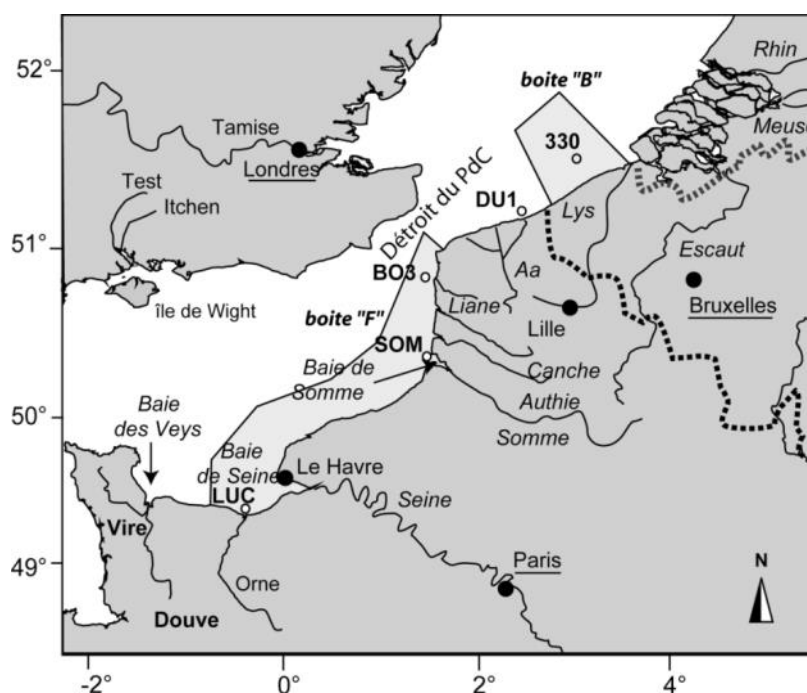 52°
51°
50°
49°
-2°
0°
2°
4°
Rhin
Meuse
boite "B"
330
Tamise
Londres
Test
Itchen
Détroit du PdC
DU1
Lys
Aa
Escaut
BO3
île de Wight
boite "F"
Liane
Lille
Bruxelles
SOM
Baie de
Somme
Canche
Authie
Somme
Baie
des Veys
Baie
de Seine
Le Havre
LUC
Seine
Vire
Orne
Paris
Douve
N